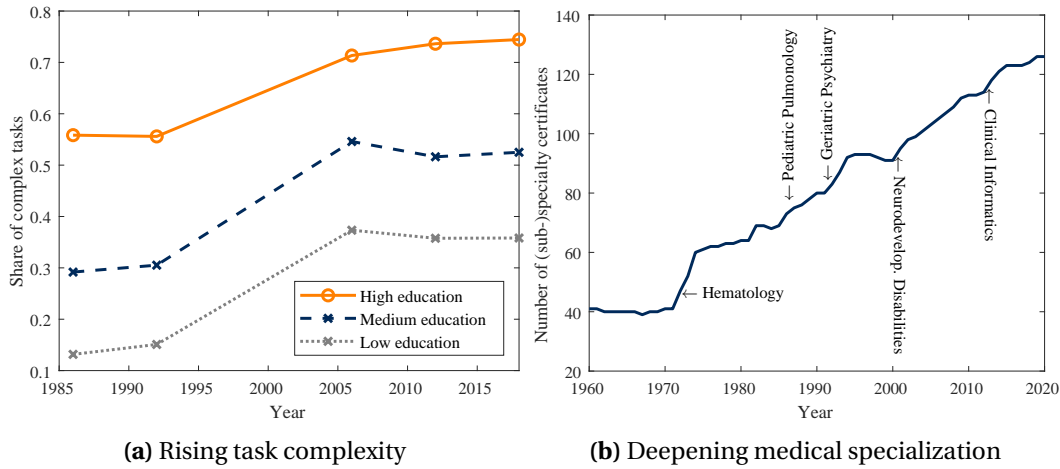 0.8
0.7
0.6
0.5
0.4
0.3
0.2
0.1
Share of complex tasks
High education
Medium education
Low education
1985 1990 1995 2000 2005 2010 2015
Year
(a) Rising task complexity
140
120
100
80
60
40
20
Number of (sub-)specialty certificates
← Hematology
← Pediatric Pulmonology
← Geriatric Psychiatry
Neurodevelop. Disabilities →
Clinical Informatics →
1960 1970 1980 1990 2000 2010 2020
Year
(b) Deepening medical specialization